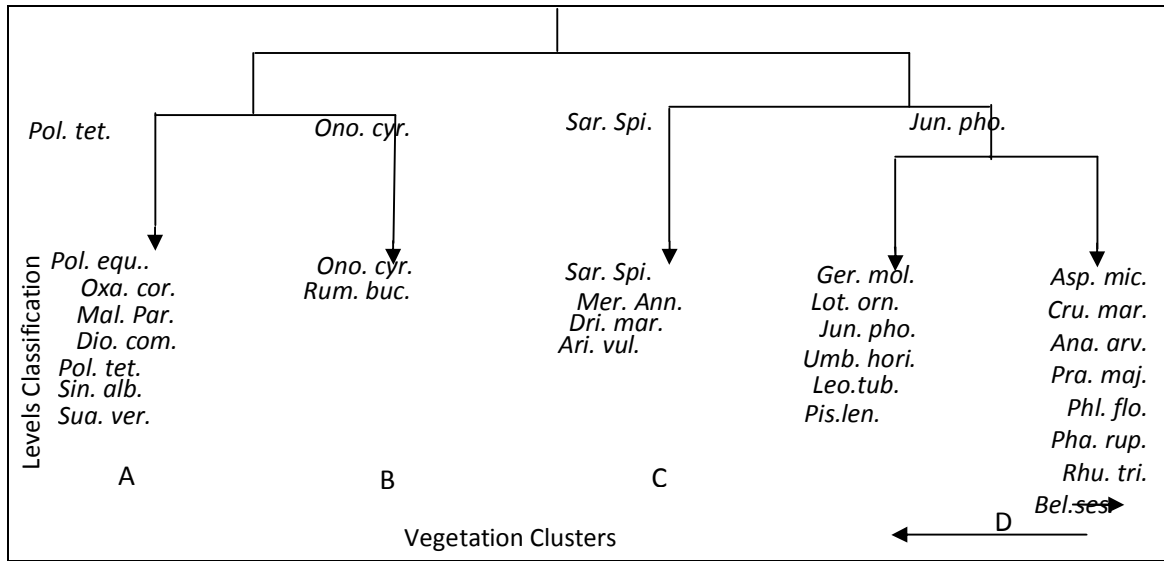 Pol. tet.
Ono. cyr.
Sar. Spi.
Jun. pho.
Levels Classification
Pol. equ..
Oxa. cor.
Mal. Par.
Dio. com.
Pol. tet.
Sin. alb.
Sua. ver.
A
Ono. cyr.
Rum. buc.
B
Sar. Spi.
Mer. Ann.
Dri. mar.
Ari. vul.
C
Ger. mol.
Lot. orn.
Jun. pho.
Umb. hori.
Leo.tub.
Pis.len.
Asp. mic.
Cru. mar.
Ana. arv.
Pra. maj.
Phl. flo.
Pha. rup.
Rhu. tri.
Bel.ses.
D
Vegetation Clusters